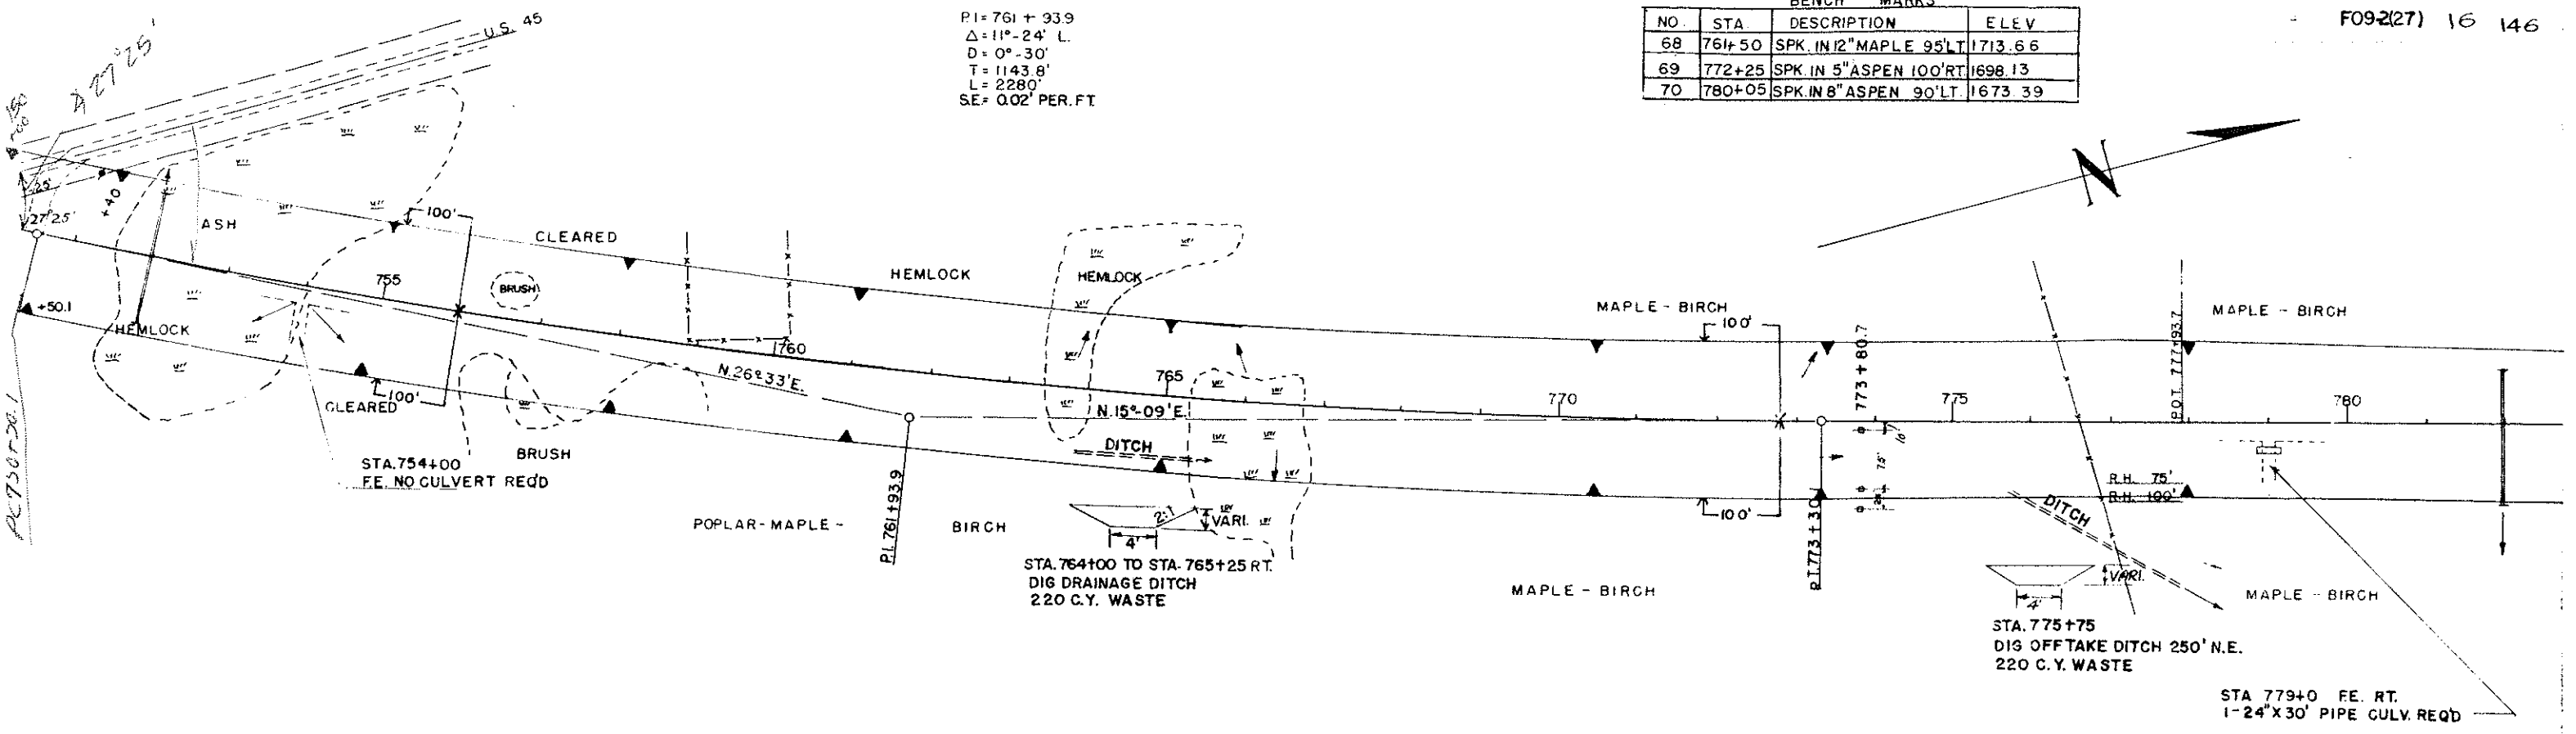 BENCH MARKS
NO. STA. DESCRIPTION ELEV
68 761+50 SPK. IN 12" MAPLE 95' LT 1713.66
69 772+25 SPK. IN 5" ASPEN 100' RT. 1698.13
70 780+05 SPK. IN 8" ASPEN 90' LT. 1673.39
F092(27) 16 146
P.I = 761 + 93.9
Δ = 11°-24' L.
D = 0°-30'
T = 1143.8'
L = 2280'
S.E = 0.02' PER. FT.
U.S. 45
27°25'
N
25'
27°25'
+40
ASH
100'
CLEARED
HEMLOCK
HEMLOCK
MAPLE - BIRCH
MAPLE - BIRCH
+50.1
HEMLOCK
755
BRUSH
760
N. 26°33' E.
765
N. 15°-09' E.
770
100'
773 + 80.7
775
P.O.T. 777+93.7
780
CLEARED
100'
BRUSH
DITCH
10'
75'
R.H. 75'
R.H. 100'
DITCH
PC 750+50.1
STA. 754+00
F.E. NO CULVERT REQ'D
POPLAR - MAPLE - BIRCH
P.I. 761+93.9
2:1
VARI.
4'
100'
P.T. 773 + 30
STA. 764+00 TO STA. 765+25 RT.
DIG DRAINAGE DITCH
220 C.Y. WASTE
MAPLE - BIRCH
VARI.
4'
MAPLE - BIRCH
STA. 775+75
DIG OFFTAKE DITCH 250' N.E.
220 C.Y. WASTE
STA 779+0 F.E. RT.
1-24" X 30' PIPE CULV. REQ'D